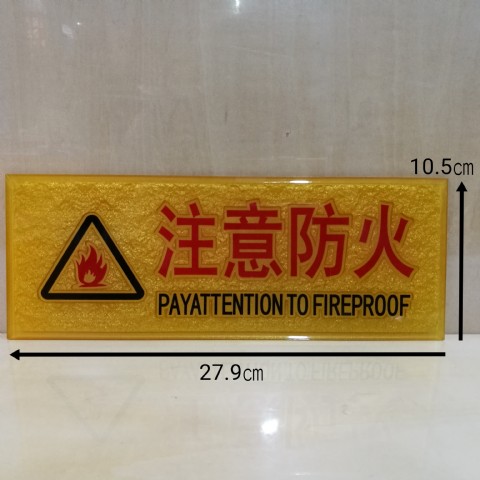 10.5cm
注意防火
PAYATTENTION TO FIREPROOF
27.9cm